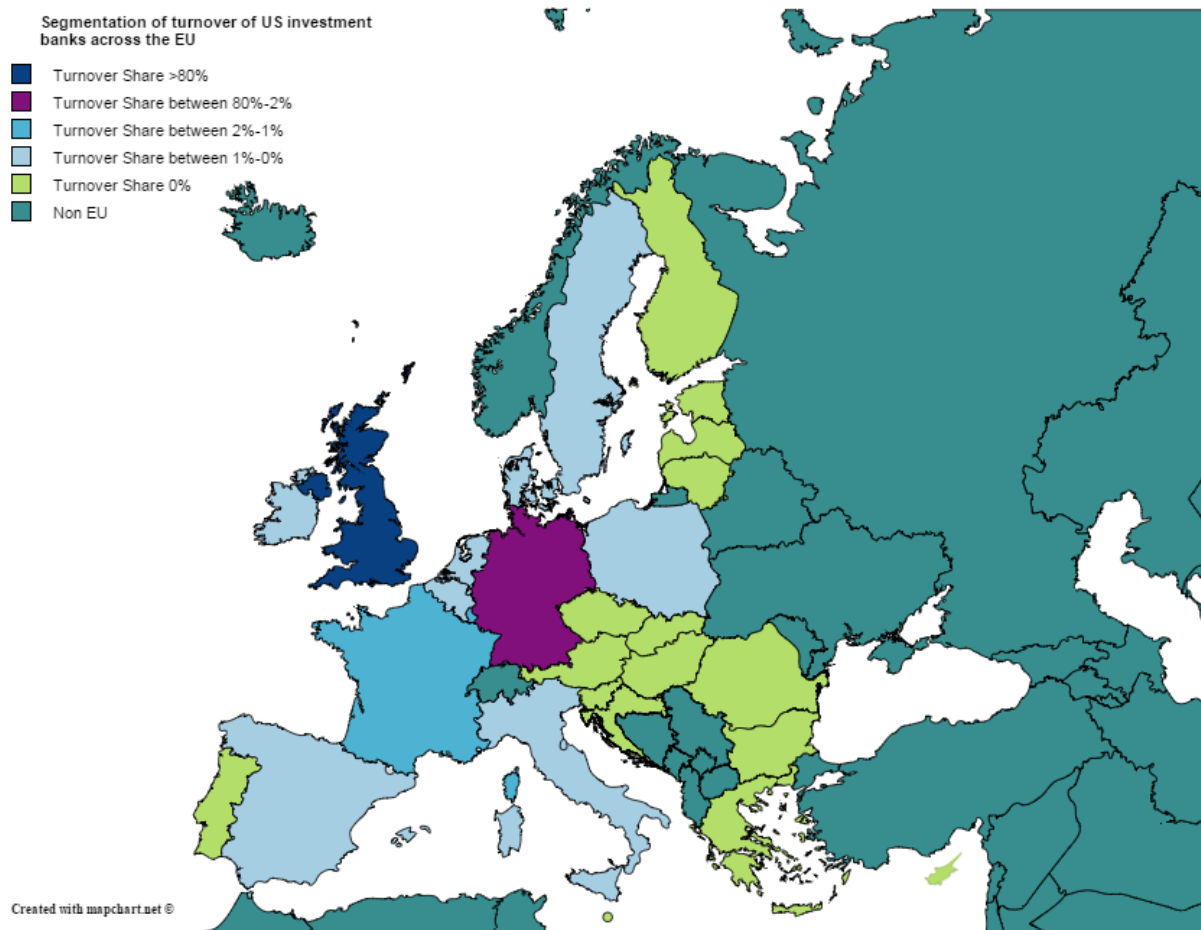 Segmentation of turnover of US investment
banks across the EU
Turnover Share >80%
Turnover Share between 80%-2%
Turnover Share between 2%-1%
Turnover Share between 1%-0%
Turnover Share 0%
Non EU
Created with mapchart.net ©